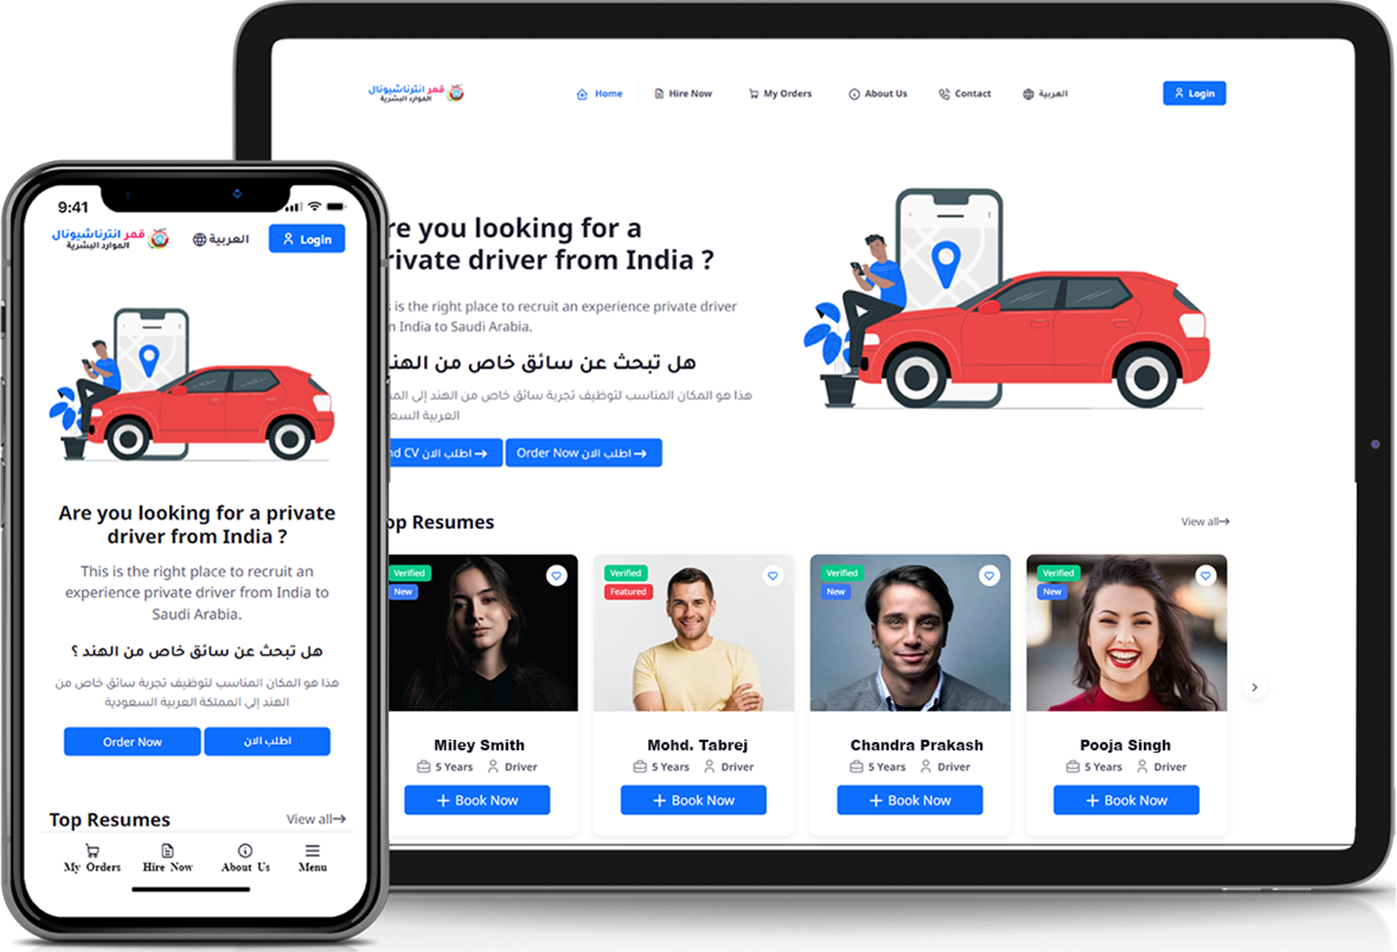 قمر انترناشيونال
الموارد البشرية
Home
Hire Now
My Orders
About Us
Contact
العربية
Login
re you looking for a
rivate driver from India ?
s is the right place to recruit an experience private driver
n India to Saudi Arabia.
هل تبحث عن سائق خاص من الهند
هذا هو المكان المناسب لتوظيف تجربة سائق خاص من الهند إلى المم
العربية السعو
nd CV اطلب الان
Order Now اطلب الان
op Resumes
View all
Verified
New
Verified
Featured
Verified
New
Verified
New
Miley Smith
5 Years Driver
Book Now
Mohd. Tabrej
5 Years Driver
Book Now
Chandra Prakash
5 Years Driver
Book Now
Pooja Singh
5 Years Driver
Book Now
9:41
قمر انترناشيونال
الموارد البشرية
العربية
Login
Are you looking for a private
driver from India ?
This is the right place to recruit an
experience private driver from India to
Saudi Arabia.
هل تبحث عن سائق خاص من الهند ؟
هذا هو المكان المناسب لتوظيف تجربة سائق خاص من
الهند إلى المملكة العربية السعودية
Order Now
اطلب الان
Top Resumes
View all
My Orders
Hire Now
About Us
Menu